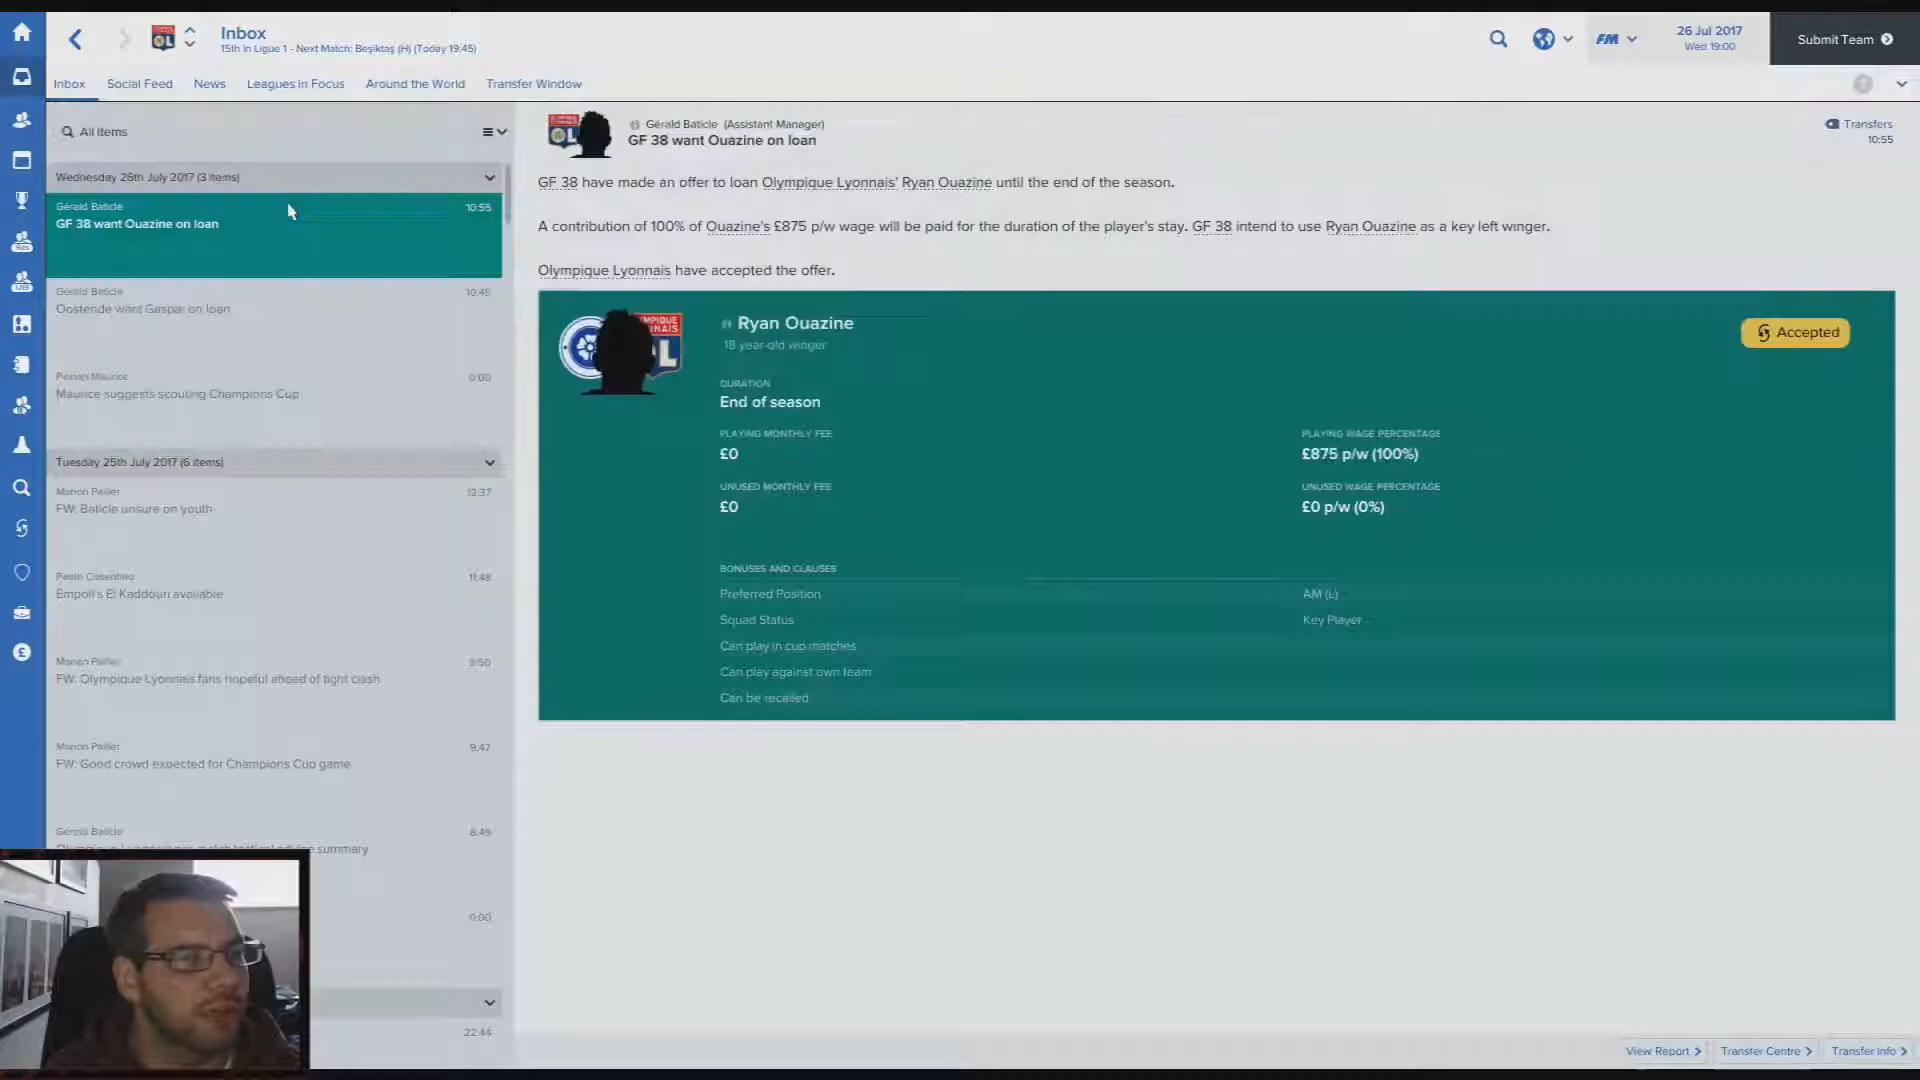 Inbox
15th in Ligue 1 - Next Match: Beşiktaş (H) (Today 19:45)
FM
26 Jul 2017
Wed 19:00
Submit Team
Inbox
Social Feed
News
Leagues in Focus
Around the World
Transfer Window
All Items
Wednesday 26th July 2017 (3 items)
Gérald Baticle
10:55
GF 38 want Ouazine on loan
Gérald Baticle
10:45
Oostende want Gaspar on loan
Florian Maurice
0:00
Maurice suggests scouting Champions Cup
Tuesday 25th July 2017 (6 items)
Manon Pellier
12:37
FW: Baticle unsure on youth
11:48
Empoli's El Kaddouri available
Manon Pellier
9:50
FW: Olympique Lyonnais fans hopeful ahead of tight clash
Manon Pellier
9:47
FW: Good crowd expected for Champions Cup game
Gérald Baticle
8:49
summary
0:00
22:44
Gérald Baticle (Assistant Manager)
GF 38 want Ouazine on loan
Transfers
10:55
GF 38 have made an offer to loan Olympique Lyonnais' Ryan Ouazine until the end of the season.
A contribution of 100% of Ouazine's £875 p/w wage will be paid for the duration of the player's stay. GF 38 intend to use Ryan Ouazine as a key left winger.
Olympique Lyonnais have accepted the offer.
Ryan Ouazine
18 year-old winger
Accepted
DURATION
End of season
PLAYING MONTHLY FEE
£0
PLAYING WAGE PERCENTAGE
£875 p/w (100%)
UNUSED MONTHLY FEE
£0
UNUSED WAGE PERCENTAGE
£0 p/w (0%)
BONUSES AND CLAUSES
Preferred Position
AM (L)
Squad Status
Key Player
Can play in cup matches
Can play against own team
Can be recalled
View Report
Transfer Centre
Transfer Info